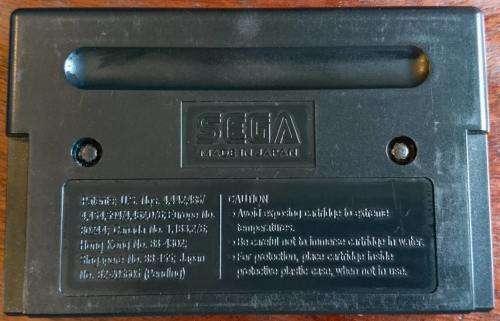 SEGA
MADE IN JAPAN
Patents: U.S. Nos. 4,442,486/
4,454,594/4,462,076; Europe No.
80244; Canada No. 1,183,276;
Hong Kong No. 88-4302;
Singapore No. 88-155; Japan
No. (Pending)
CAUTION
• Avoid exposing cartridge to extreme
temperatures.
• Be careful not to immerse cartridge in water.
• For protection, place cartridge inside
protective plastic case, when not in use.